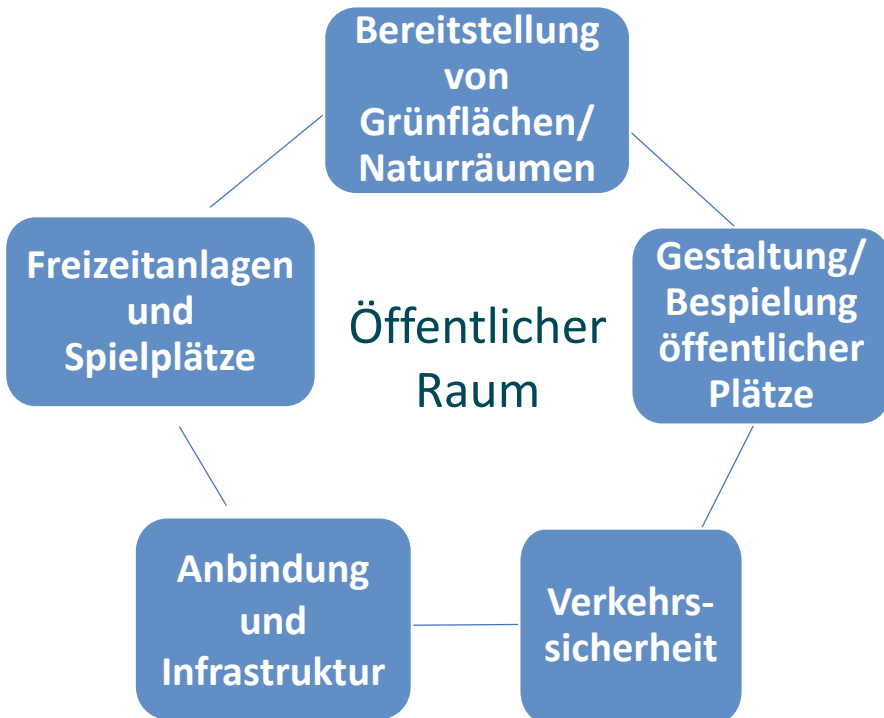 Bereitstellung
von
Grünflächen/
Naturräumen
Freizeitanlagen
und
Spielplätze
Öffentlicher
Raum
Gestaltung/
Bespielung
öffentlicher
Plätze
Anbindung
und
Infrastruktur
Verkehrs-
sicherheit